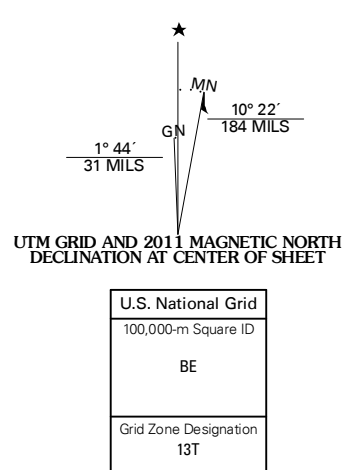 ★
MN
GN
10° 22´
184 MILS
1° 44´
31 MILS
UTM GRID AND 2011 MAGNETIC NORTH
DECLINATION AT CENTER OF SHEET
U.S. National Grid
100,000-m Square ID
BE
Grid Zone Designation
13T